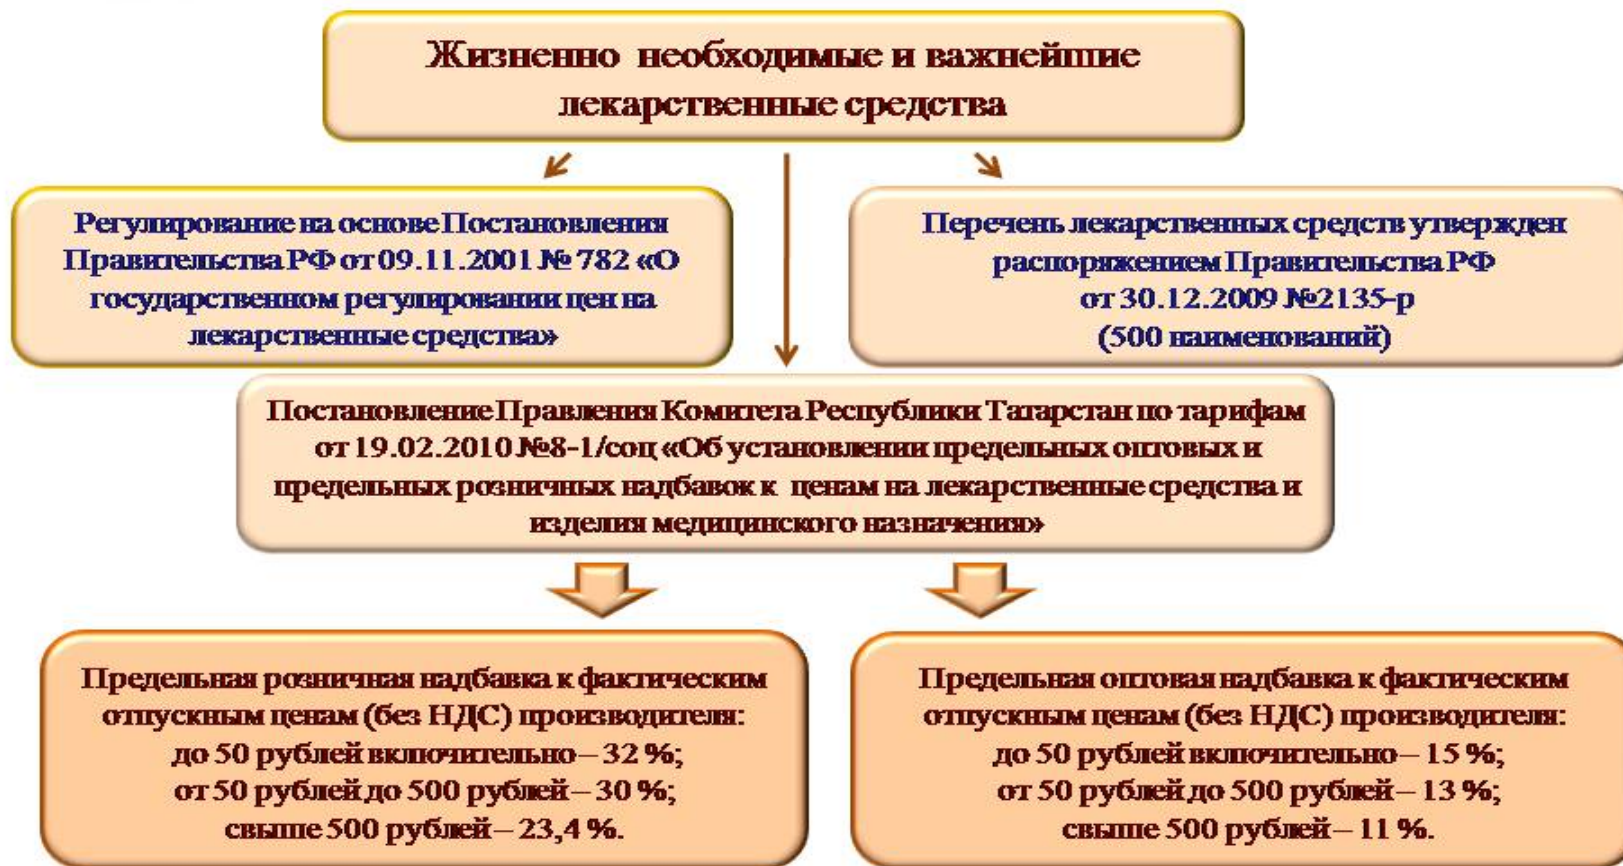 Жизненно необходимые и важнейшие
лекарственные средства
Регулирование на основе Постановления
Правительства РФ от 09.11.2001 № 782 «О
государственном регулировании цен на
лекарственные средства»
Перечень лекарственных средств утвержден
распоряжением Правительства РФ
от 30.12.2009 №2135-р
(500 наименований)
Постановление Правления Комитета Республики Татарстан по тарифам
от 19.02.2010 №8-1/соц «Об установлении предельных оптовых и
предельных розничных надбавок к ценам на лекарственные средства и
изделия медицинского назначения»
Предельная розничная надбавка к фактическим
отпускным ценам (без НДС) производителя:
до 50 рублей включительно – 32 %;
от 50 рублей до 500 рублей – 30 %;
свыше 500 рублей – 23,4 %.
Предельная оптовая надбавка к фактическим
отпускным ценам (без НДС) производителя:
до 50 рублей включительно – 15 %;
от 50 рублей до 500 рублей – 13 %;
свыше 500 рублей – 11 %.